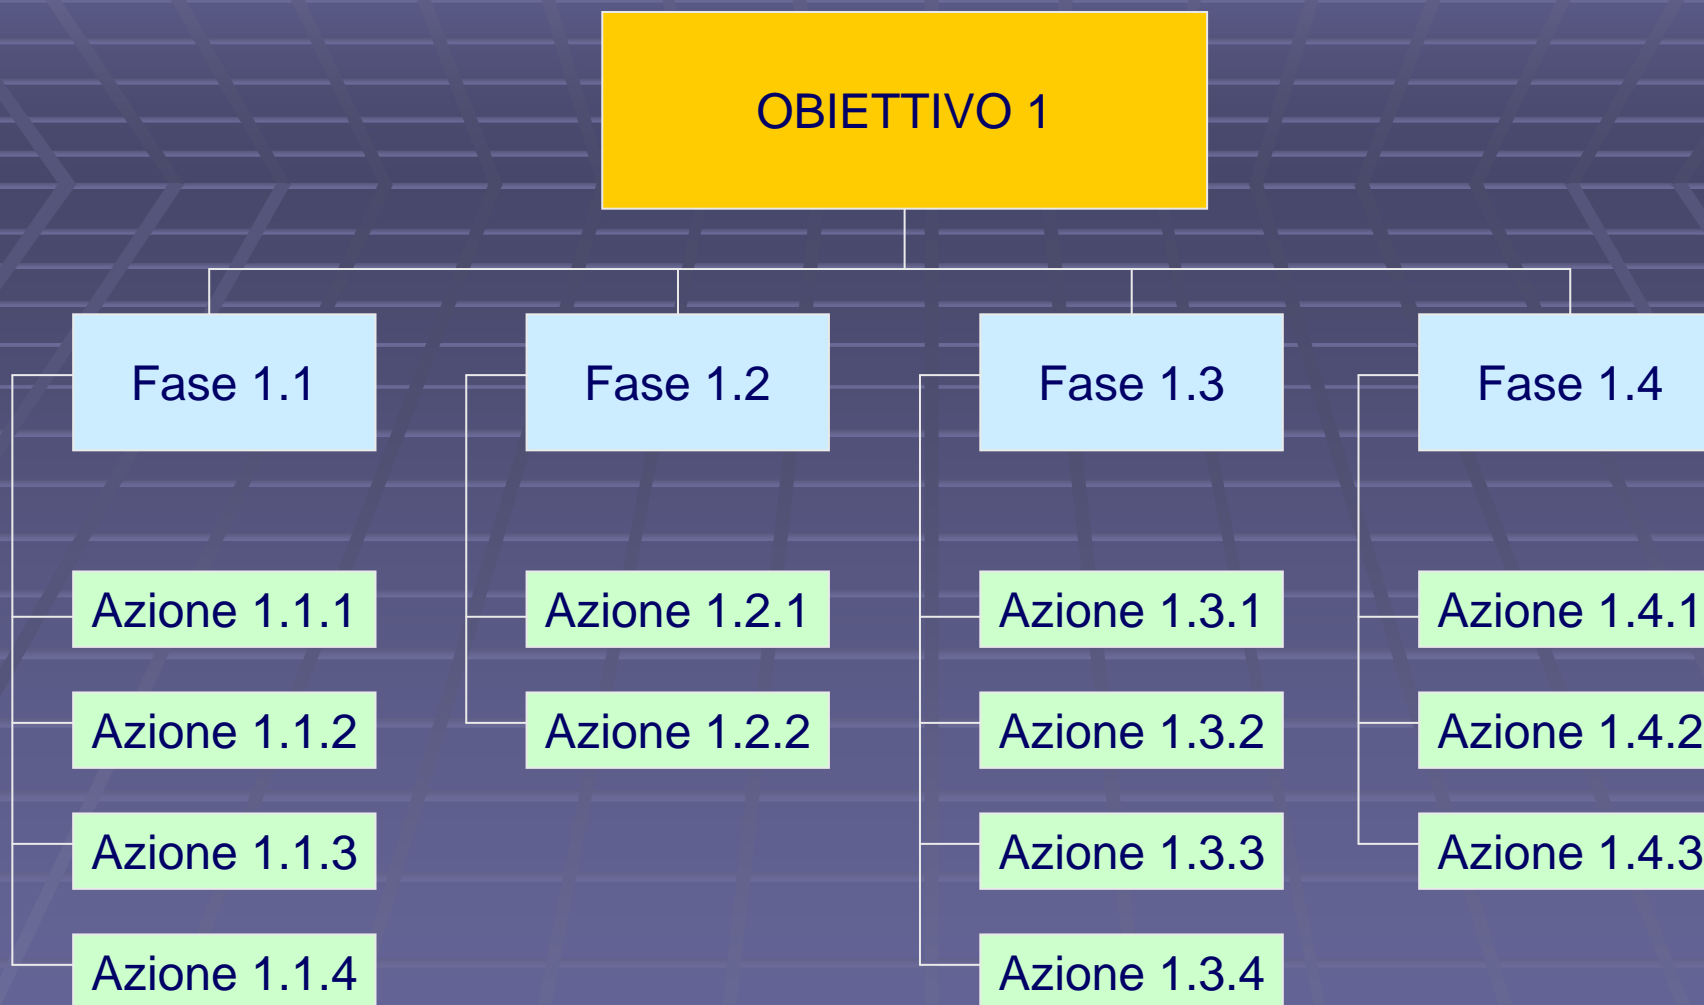 OBIETTIVO 1
Fase 1.1
Fase 1.2
Fase 1.3
Fase 1.4
Azione 1.1.1
Azione 1.2.1
Azione 1.3.1
Azione 1.4.1
Azione 1.1.2
Azione 1.2.2
Azione 1.3.2
Azione 1.4.2
Azione 1.1.3
Azione 1.3.3
Azione 1.4.3
Azione 1.1.4
Azione 1.3.4